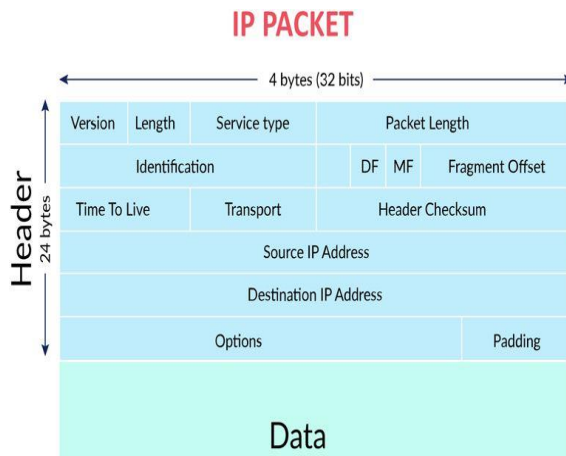 IP PACKET
4 bytes (32 bits)
Header
24 bytes
Version Length Service type Packet Length
Identification DF MF Fragment Offset
Time To Live Transport Header Checksum
Source IP Address
Destination IP Address
Options Padding
Data